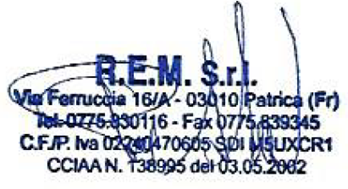 R.E.M. S.r.l.
Via Ferruccia 16/A - 03010 Patrica (Fr)
Tel. 0775.830116 - Fax 0775.839345
C.F./P. Iva 02240470605 SDI M5UXCR1
CCIAA N. 138995 del 03.05.2002